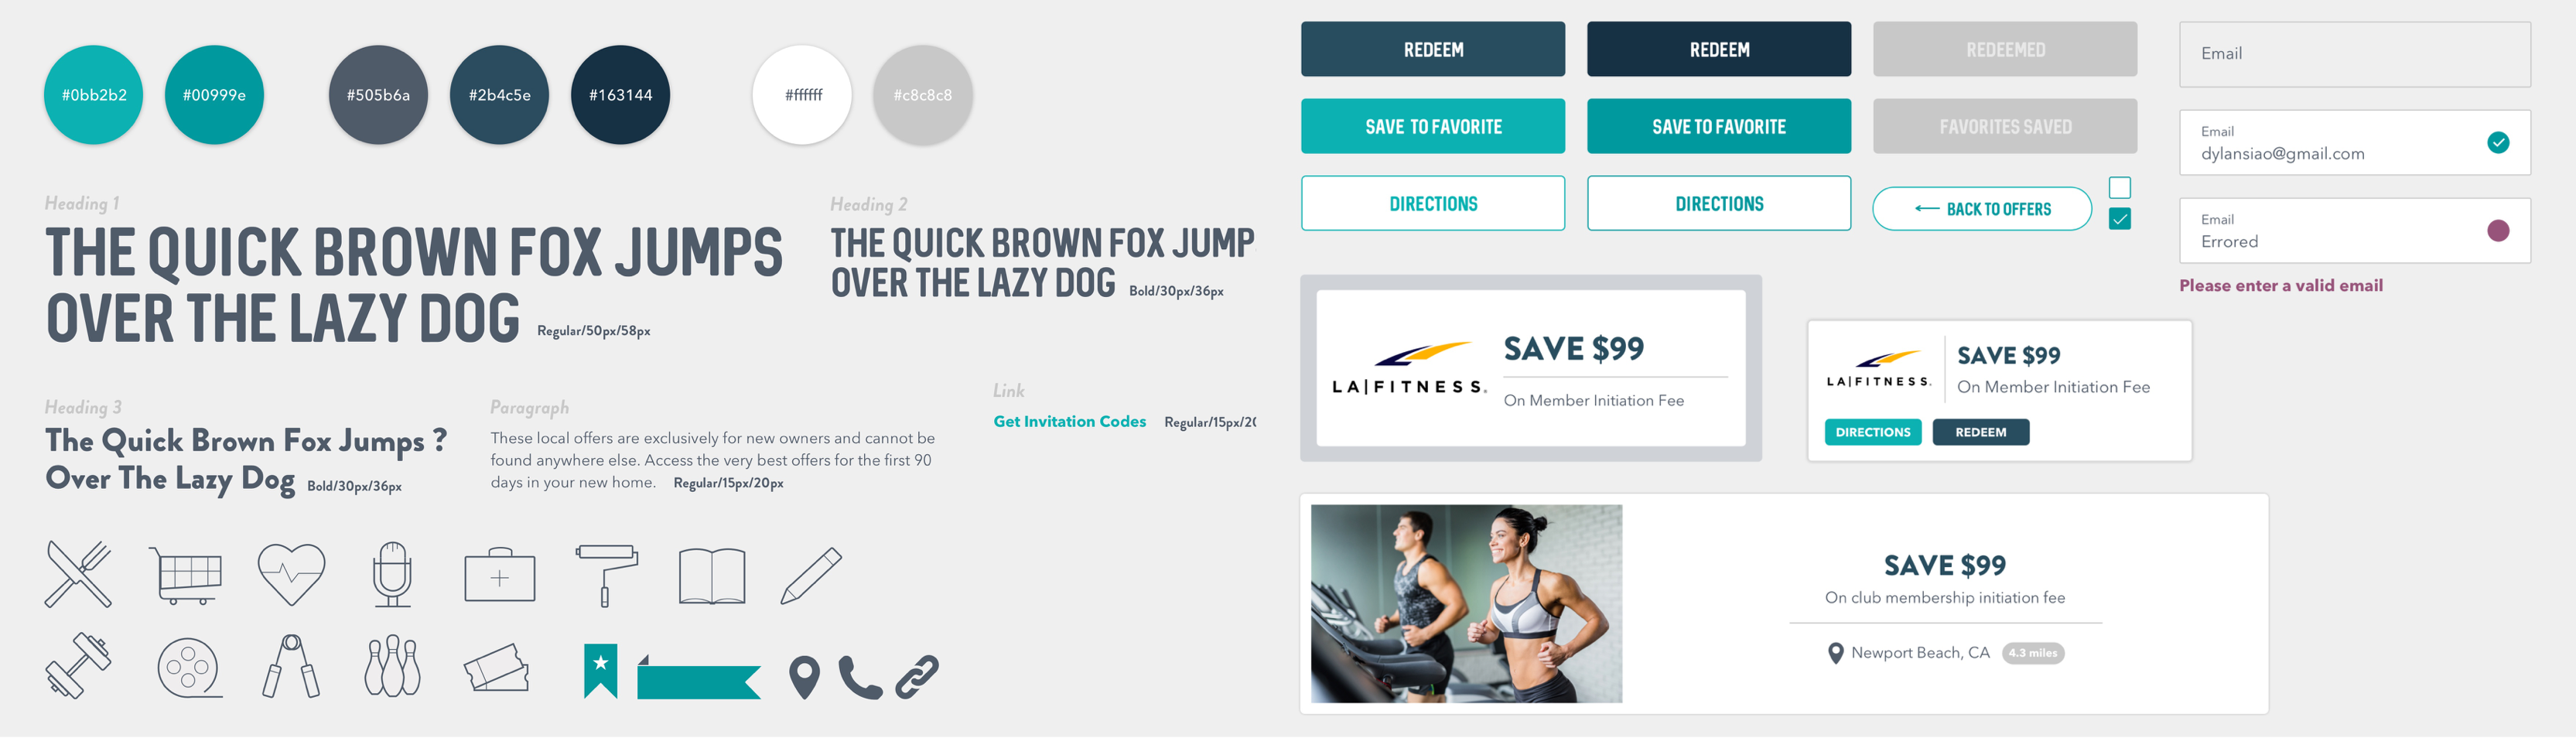 #0bb2b2
#00999e
#505b6a
#2b4c5e
#163144
#ffffff
#c8c8c8
Heading 1
THE QUICK BROWN FOX JUMPS
OVER THE LAZY DOG Regular/50px/58px
Heading 2
THE QUICK BROWN FOX JUMP
OVER THE LAZY DOG Bold/30px/36px
Heading 3
The Quick Brown Fox Jumps ?
Over The Lazy Dog Bold/30px/36px
Paragraph
These local offers are exclusively for new owners and cannot be
found anywhere else. Access the very best offers for the first 90
days in your new home. Regular/15px/20px
Link
Get Invitation Codes Regular/15px/20
REDEEM
REDEEM
REDEEMED
SAVE TO FAVORITE
SAVE TO FAVORITE
FAVORITES SAVED
DIRECTIONS
DIRECTIONS
← BACK TO OFFERS
Email
Email
dylansiao@gmail.com
Email
Errored
Please enter a valid email
LA|FITNESS.
SAVE $99
On Member Initiation Fee
LA|FITNESS.
SAVE $99
On Member Initiation Fee
DIRECTIONS
REDEEM
SAVE $99
On club membership initiation fee
Newport Beach, CA 4.3 miles